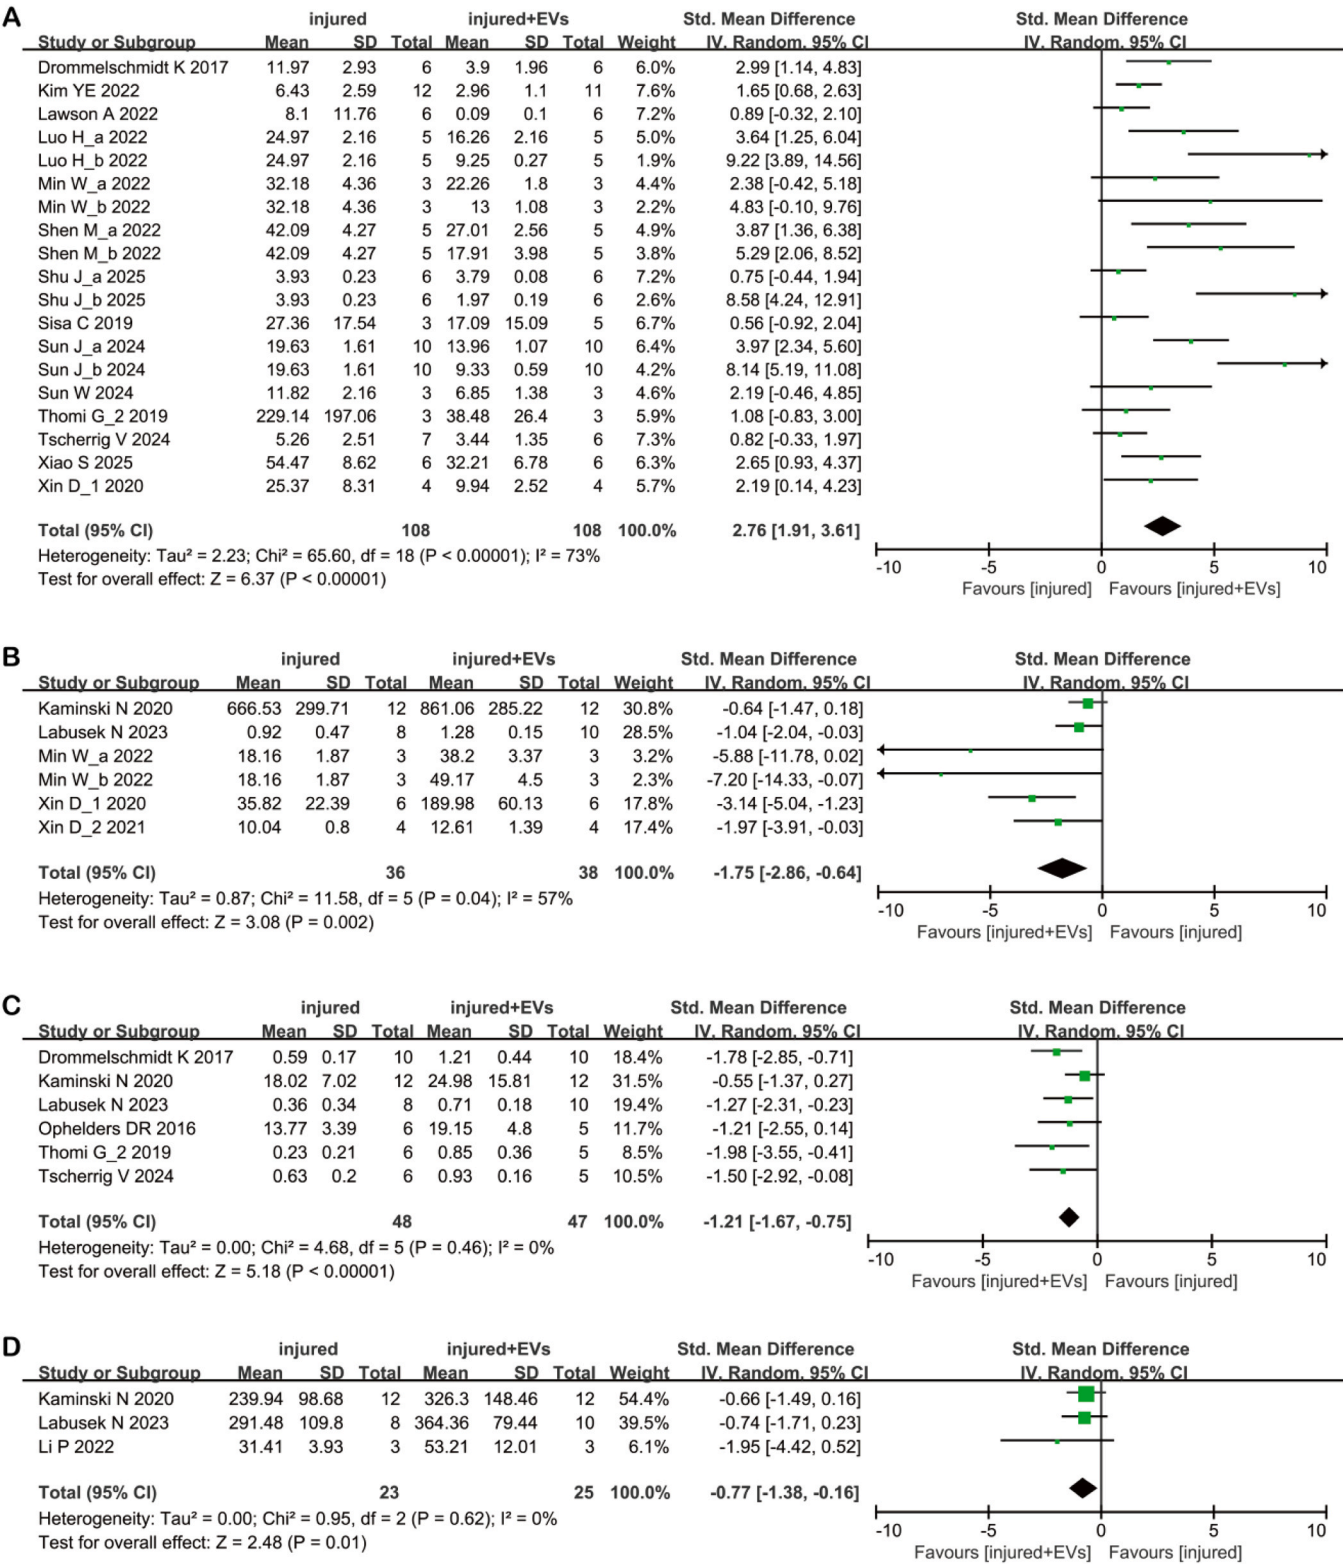 A
injured injured+EVs Std. Mean Difference Std. Mean Difference
Study or Subgroup Mean SD Total Mean SD Total Weight IV. Random. 95% CI IV. Random. 95% CI
Drommelschmidt K 2017 11.97 2.93 6 3.9 1.96 6 6.0% 2.99 [1.14, 4.83]
Kim YE 2022 6.43 2.59 12 2.96 1.1 11 7.6% 1.65 [0.68, 2.63]
Lawson A 2022 8.1 11.76 6 0.09 0.1 6 7.2% 0.89 [-0.32, 2.10]
Luo H_a 2022 24.97 2.16 5 16.26 2.16 5 5.0% 3.64 [1.25, 6.04]
Luo H_b 2022 24.97 2.16 5 9.25 0.27 5 1.9% 9.22 [3.89, 14.56]
Min W_a 2022 32.18 4.36 3 22.26 1.8 3 4.4% 2.38 [-0.42, 5.18]
Min W_b 2022 32.18 4.36 3 13 1.08 3 2.2% 4.83 [-0.10, 9.76]
Shen M_a 2022 42.09 4.27 5 27.01 2.56 5 4.9% 3.87 [1.36, 6.38]
Shen M_b 2022 42.09 4.27 5 17.91 3.98 5 3.8% 5.29 [2.06, 8.52]
Shu J_a 2025 3.93 0.23 6 3.79 0.08 6 7.2% 0.75 [-0.44, 1.94]
Shu J_b 2025 3.93 0.23 6 1.97 0.19 6 2.6% 8.58 [4.24, 12.91]
Sisa C 2019 27.36 17.54 3 17.09 15.09 5 6.7% 0.56 [-0.92, 2.04]
Sun J_a 2024 19.63 1.61 10 13.96 1.07 10 6.4% 3.97 [2.34, 5.60]
Sun J_b 2024 19.63 1.61 10 9.33 0.59 10 4.2% 8.14 [5.19, 11.08]
Sun W 2024 11.82 2.16 3 6.85 1.38 3 4.6% 2.19 [-0.46, 4.85]
Thomi G_2 2019 229.14 197.06 3 38.48 26.4 3 5.9% 1.08 [-0.83, 3.00]
Tscherrig V 2024 5.26 2.51 7 3.44 1.35 6 7.3% 0.82 [-0.33, 1.97]
Xiao S 2025 54.47 8.62 6 32.21 6.78 6 6.3% 2.65 [0.93, 4.37]
Xin D_1 2020 25.37 8.31 4 9.94 2.52 4 5.7% 2.19 [0.14, 4.23]
Total (95% CI) 108 108 100.0% 2.76 [1.91, 3.61]
Heterogeneity: Tau² = 2.23; Chi² = 65.60, df = 18 (P < 0.00001); I² = 73%
Test for overall effect: Z = 6.37 (P < 0.00001)
-10 -5 0 5 10
Favours [injured] Favours [injured+EVs]
B
injured injured+EVs Std. Mean Difference Std. Mean Difference
Study or Subgroup Mean SD Total Mean SD Total Weight IV. Random. 95% CI IV. Random. 95% CI
Kaminski N 2020 666.53 299.71 12 861.06 285.22 12 30.8% -0.64 [-1.47, 0.18]
Labusek N 2023 0.92 0.47 8 1.28 0.15 10 28.5% -1.04 [-2.04, -0.03]
Min W_a 2022 18.16 1.87 3 38.2 3.37 3 3.2% -5.88 [-11.78, 0.02]
Min W_b 2022 18.16 1.87 3 49.17 4.5 3 2.3% -7.20 [-14.33, -0.07]
Xin D_1 2020 35.82 22.39 6 189.98 60.13 6 17.8% -3.14 [-5.04, -1.23]
Xin D_2 2021 10.04 0.8 4 12.61 1.39 4 17.4% -1.97 [-3.91, -0.03]
Total (95% CI) 36 38 100.0% -1.75 [-2.86, -0.64]
Heterogeneity: Tau² = 0.87; Chi² = 11.58, df = 5 (P = 0.04); I² = 57%
Test for overall effect: Z = 3.08 (P = 0.002)
-10 -5 0 5 10
Favours [injured+EVs] Favours [injured]
C
injured injured+EVs Std. Mean Difference Std. Mean Difference
Study or Subgroup Mean SD Total Mean SD Total Weight IV. Random. 95% CI IV. Random. 95% CI
Drommelschmidt K 2017 0.59 0.17 10 1.21 0.44 10 18.4% -1.78 [-2.85, -0.71]
Kaminski N 2020 18.02 7.02 12 24.98 15.81 12 31.5% -0.55 [-1.37, 0.27]
Labusek N 2023 0.36 0.34 8 0.71 0.18 10 19.4% -1.27 [-2.31, -0.23]
Ophelders DR 2016 13.77 3.39 6 19.15 4.8 5 11.7% -1.21 [-2.55, 0.14]
Thomi G_2 2019 0.23 0.21 6 0.85 0.36 5 8.5% -1.98 [-3.55, -0.41]
Tscherrig V 2024 0.63 0.2 6 0.93 0.16 5 10.5% -1.50 [-2.92, -0.08]
Total (95% CI) 48 47 100.0% -1.21 [-1.67, -0.75]
Heterogeneity: Tau² = 0.00; Chi² = 4.68, df = 5 (P = 0.46); I² = 0%
Test for overall effect: Z = 5.18 (P < 0.00001)
-10 -5 0 5 10
Favours [injured+EVs] Favours [injured]
D
injured injured+EVs Std. Mean Difference Std. Mean Difference
Study or Subgroup Mean SD Total Mean SD Total Weight IV. Random. 95% CI IV. Random. 95% CI
Kaminski N 2020 239.94 98.68 12 326.3 148.46 12 54.4% -0.66 [-1.49, 0.16]
Labusek N 2023 291.48 109.8 8 364.36 79.44 10 39.5% -0.74 [-1.71, 0.23]
Li P 2022 31.41 3.93 3 53.21 12.01 3 6.1% -1.95 [-4.42, 0.52]
Total (95% CI) 23 25 100.0% -0.77 [-1.38, -0.16]
Heterogeneity: Tau² = 0.00; Chi² = 0.95, df = 2 (P = 0.62); I² = 0%
Test for overall effect: Z = 2.48 (P = 0.01)
-10 -5 0 5 10
Favours [injured+EVs] Favours [injured]